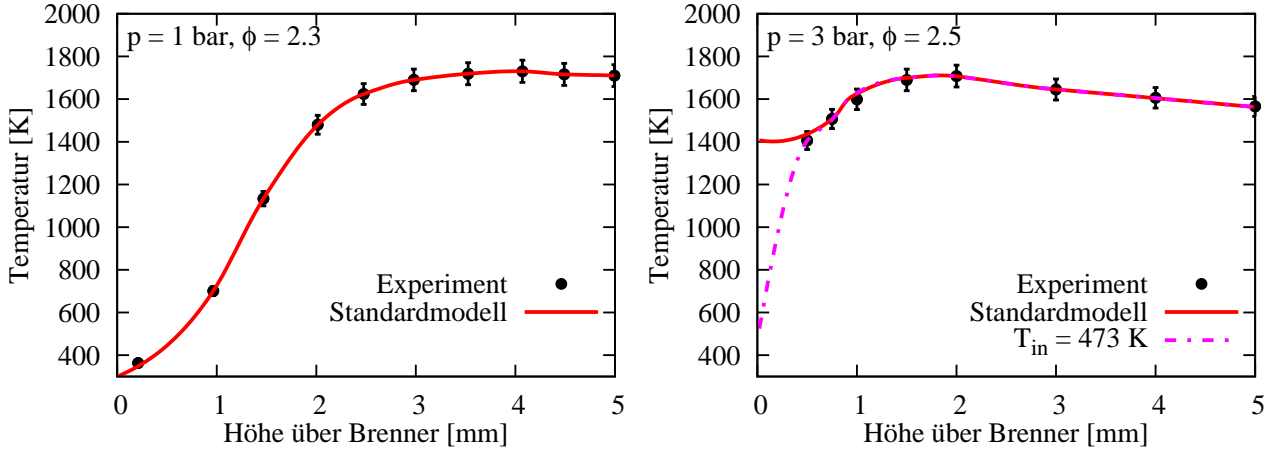 p = 1 bar, ϕ = 2.3
Temperatur [K]
2000
1800
1600
1400
1200
1000
800
600
400
Experiment
Standardmodell
0 1 2 3 4 5
Höhe über Brenner [mm]
p = 3 bar, ϕ = 2.5
Temperatur [K]
2000
1800
1600
1400
1200
1000
800
600
400
Experiment
Standardmodell
T_in = 473 K
0 1 2 3 4 5
Höhe über Brenner [mm]